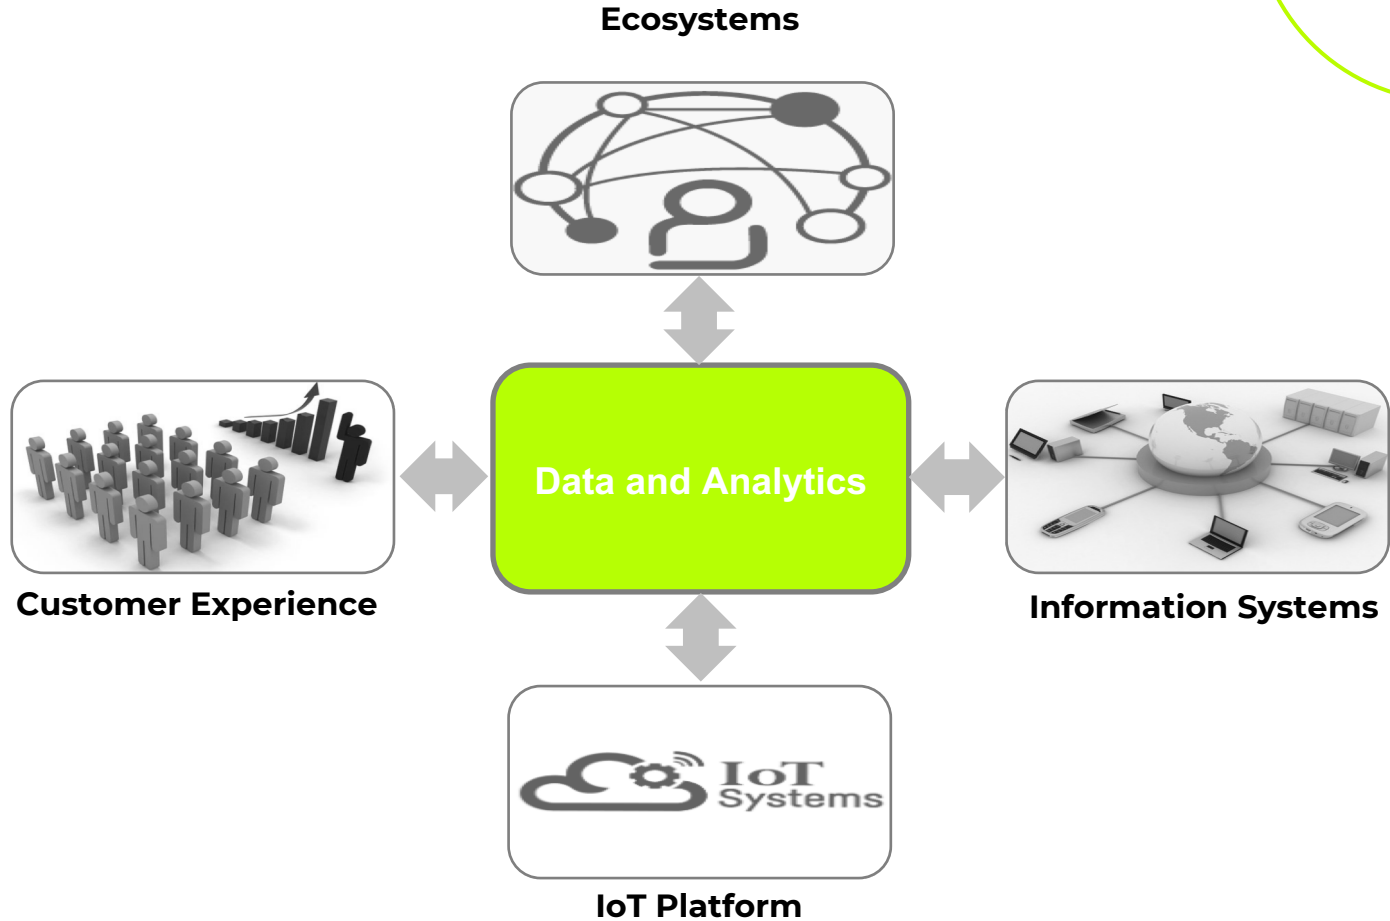 Ecosystems
Data and Analytics
Customer Experience
Information Systems
IoT
Systems
IoT Platform